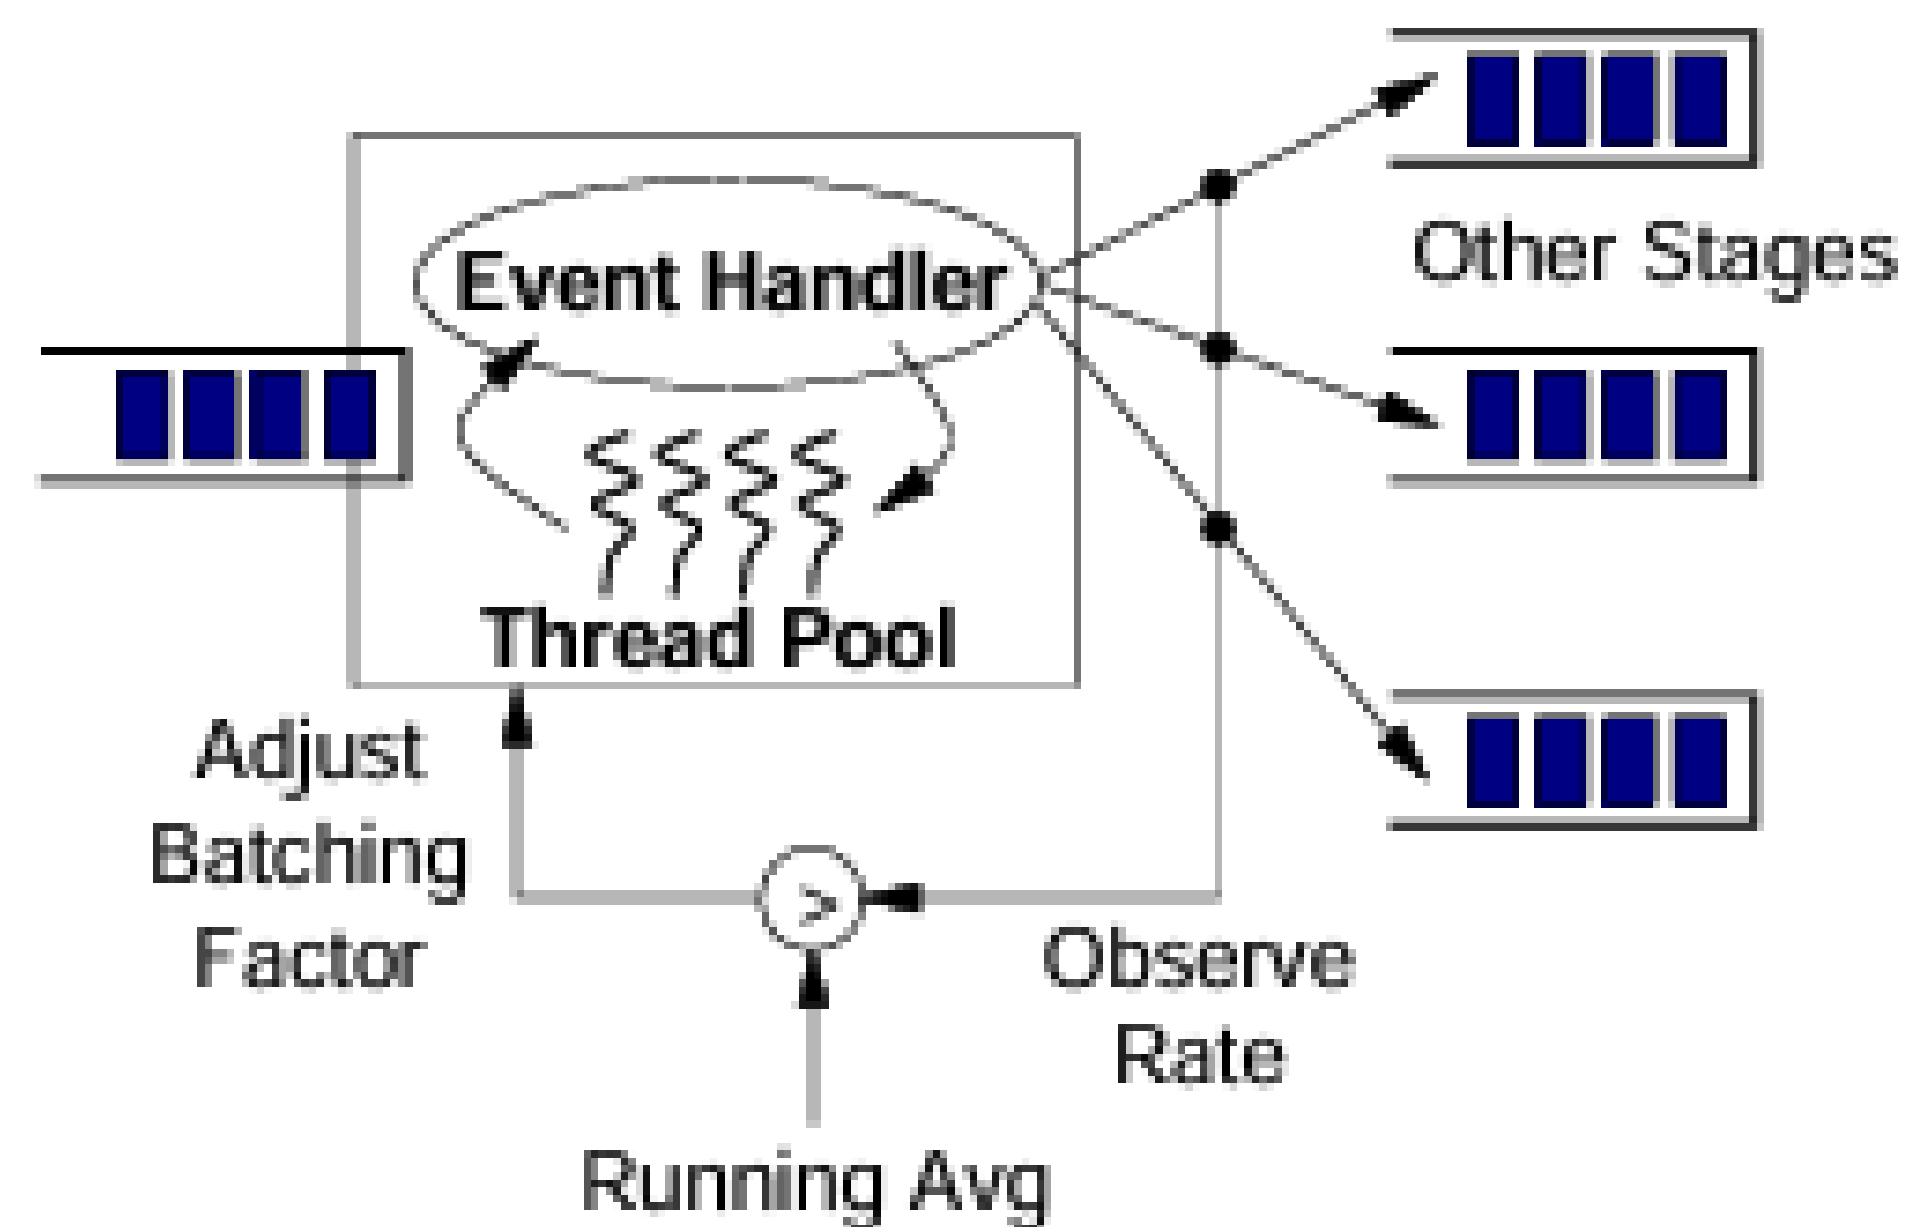 Other Stages
Event Handler
Thread Pool
Adjust
Batching
Factor
>
Observe
Rate
Running Avg